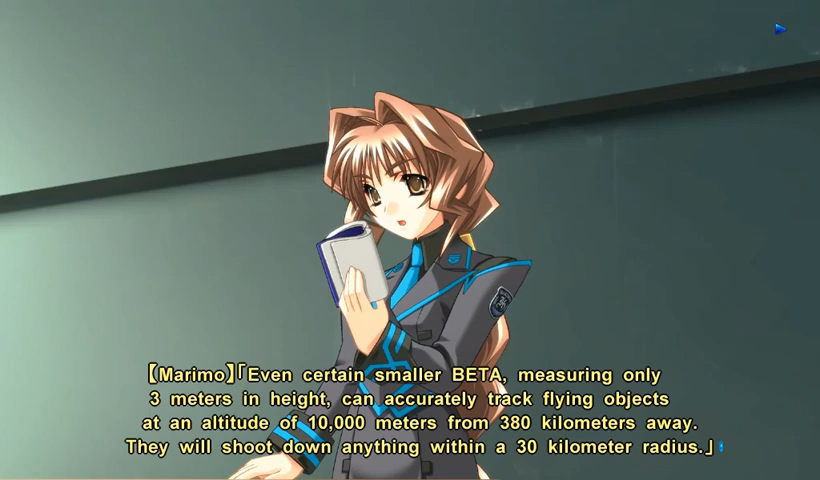 【Marimo】「Even certain smaller BETA, measuring only
3 meters in height, can accurately track flying objects
at an altitude of 10,000 meters from 380 kilometers away.
They will shoot down anything within a 30 kilometer radius.」